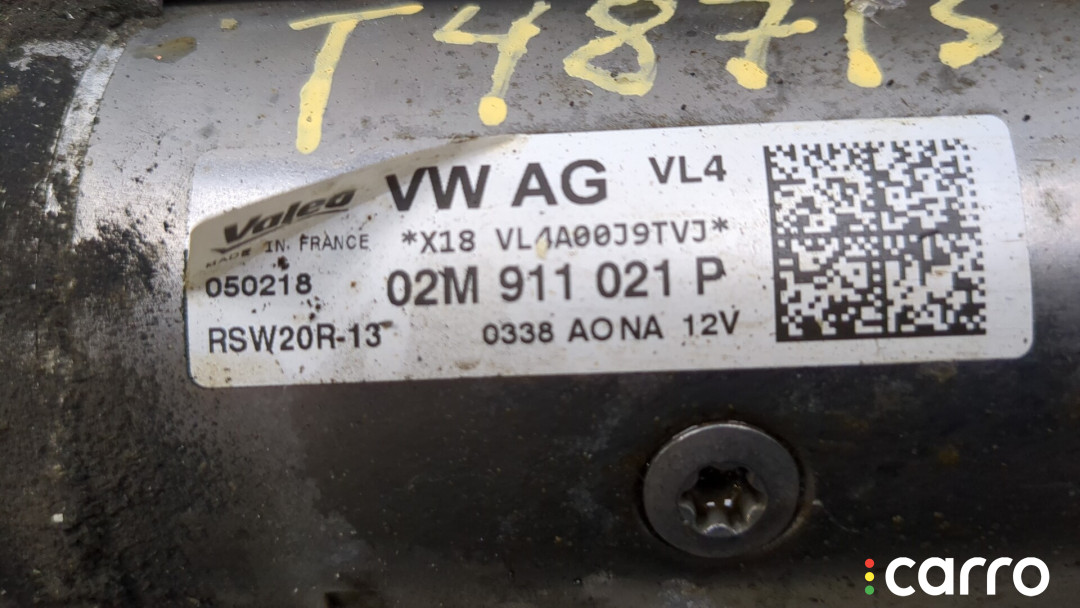 T48715
VW AG VL4
Valeo
MADE IN FRANCE *X18 VL4A00J9TVJ*
050218 02M 911 021 P
RSW20R-13 0338 AONA 12V
carro